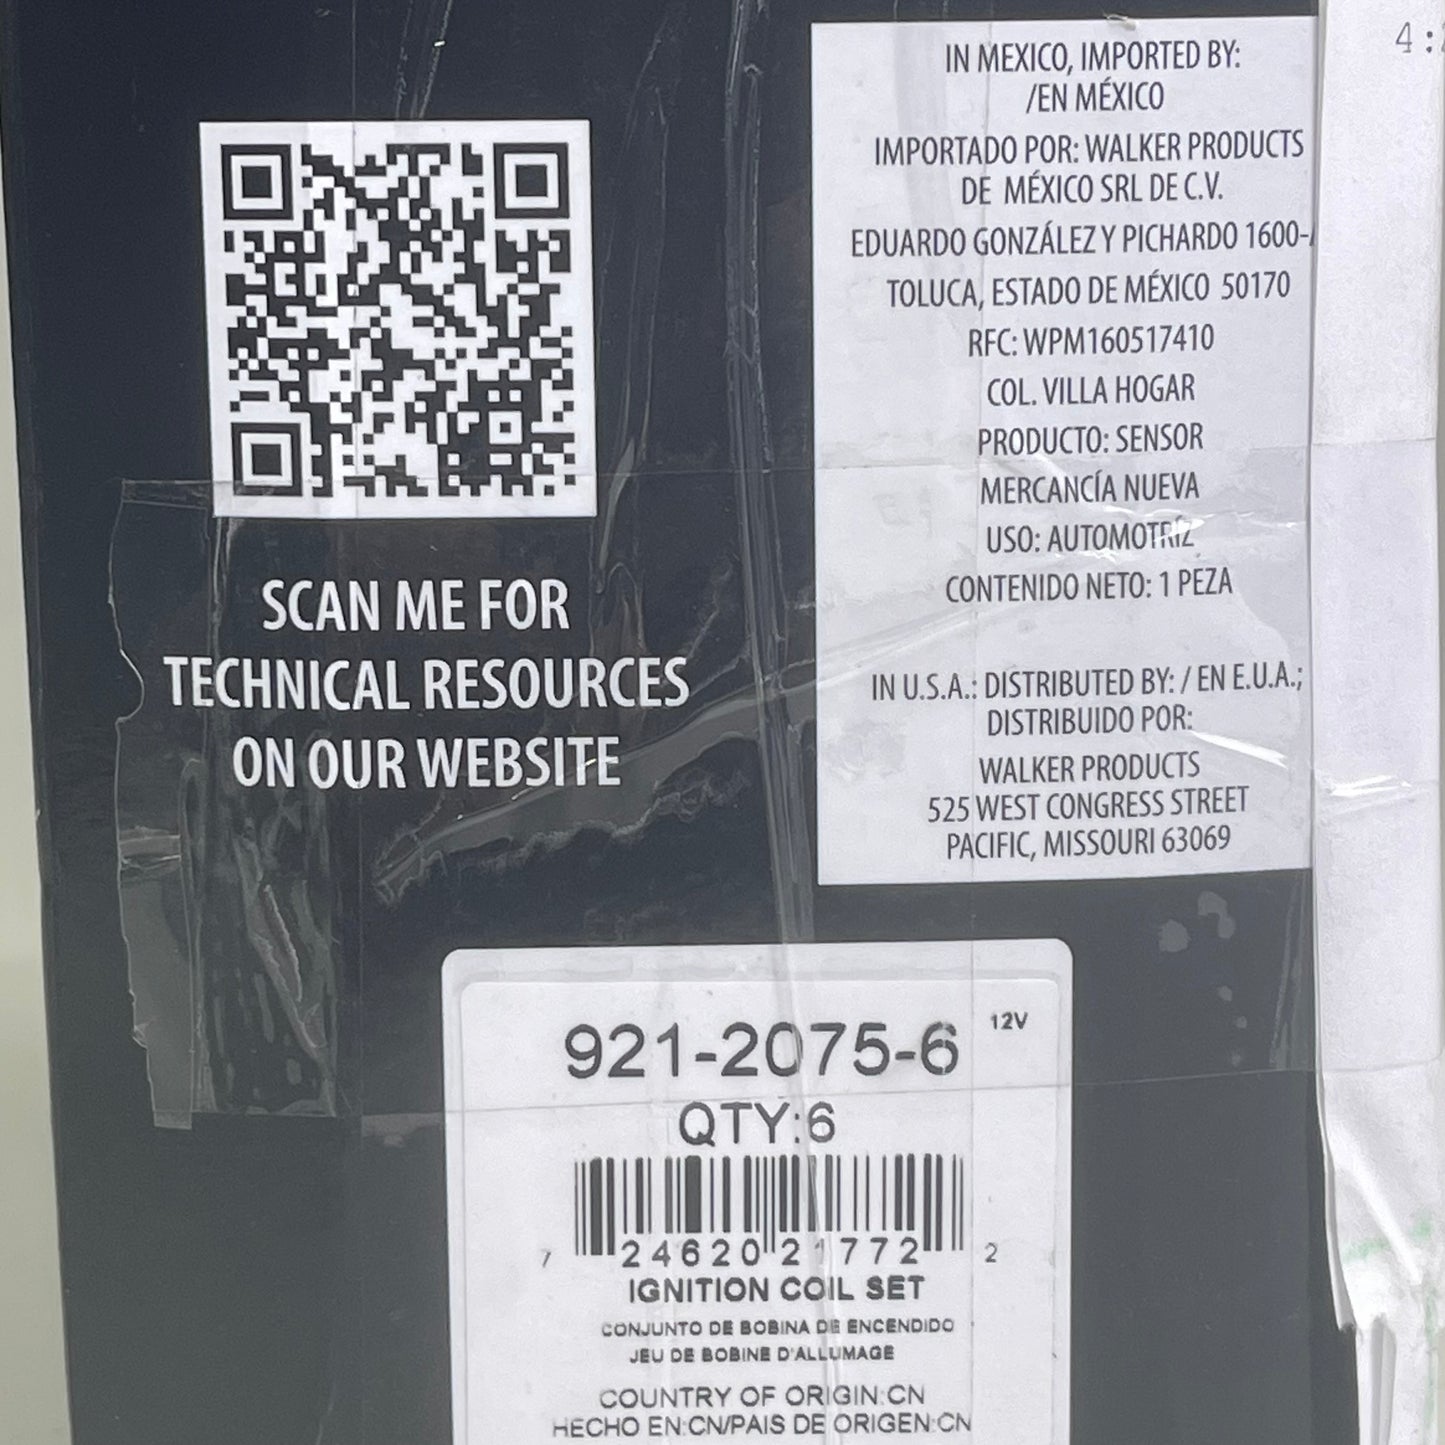 SCAN ME FOR
TECHNICAL RESOURCES
ON OUR WEBSITE
IN MEXICO, IMPORTED BY:
/EN MÉXICO
IMPORTADO POR: WALKER PRODUCTS
DE MÉXICO SRL DE C.V.
EDUARDO GONZÁLEZ Y PICHARDO 1600-
TOLUCA, ESTADO DE MÉXICO 50170
RFC: WPM160517410
COL. VILLA HOGAR
PRODUCTO: SENSOR
MERCANCÍA NUEVA
USO: AUTOMOTRÍZ
CONTENIDO NETO: 1 PEZA
IN U.S.A.: DISTRIBUTED BY: / EN E.U.A.;
DISTRIBUIDO POR:
WALKER PRODUCTS
525 WEST CONGRESS STREET
PACIFIC, MISSOURI 63069
921-2075-6 12V
QTY:6
7 24620 21772 2
IGNITION COIL SET
CONJUNTO DE BOBINA DE ENCENDIDO
JEU DE BOBINE D'ALLUMAGE
COUNTRY OF ORIGIN:CN
HECHO EN:CN/PAIS DE ORIGEN:CN